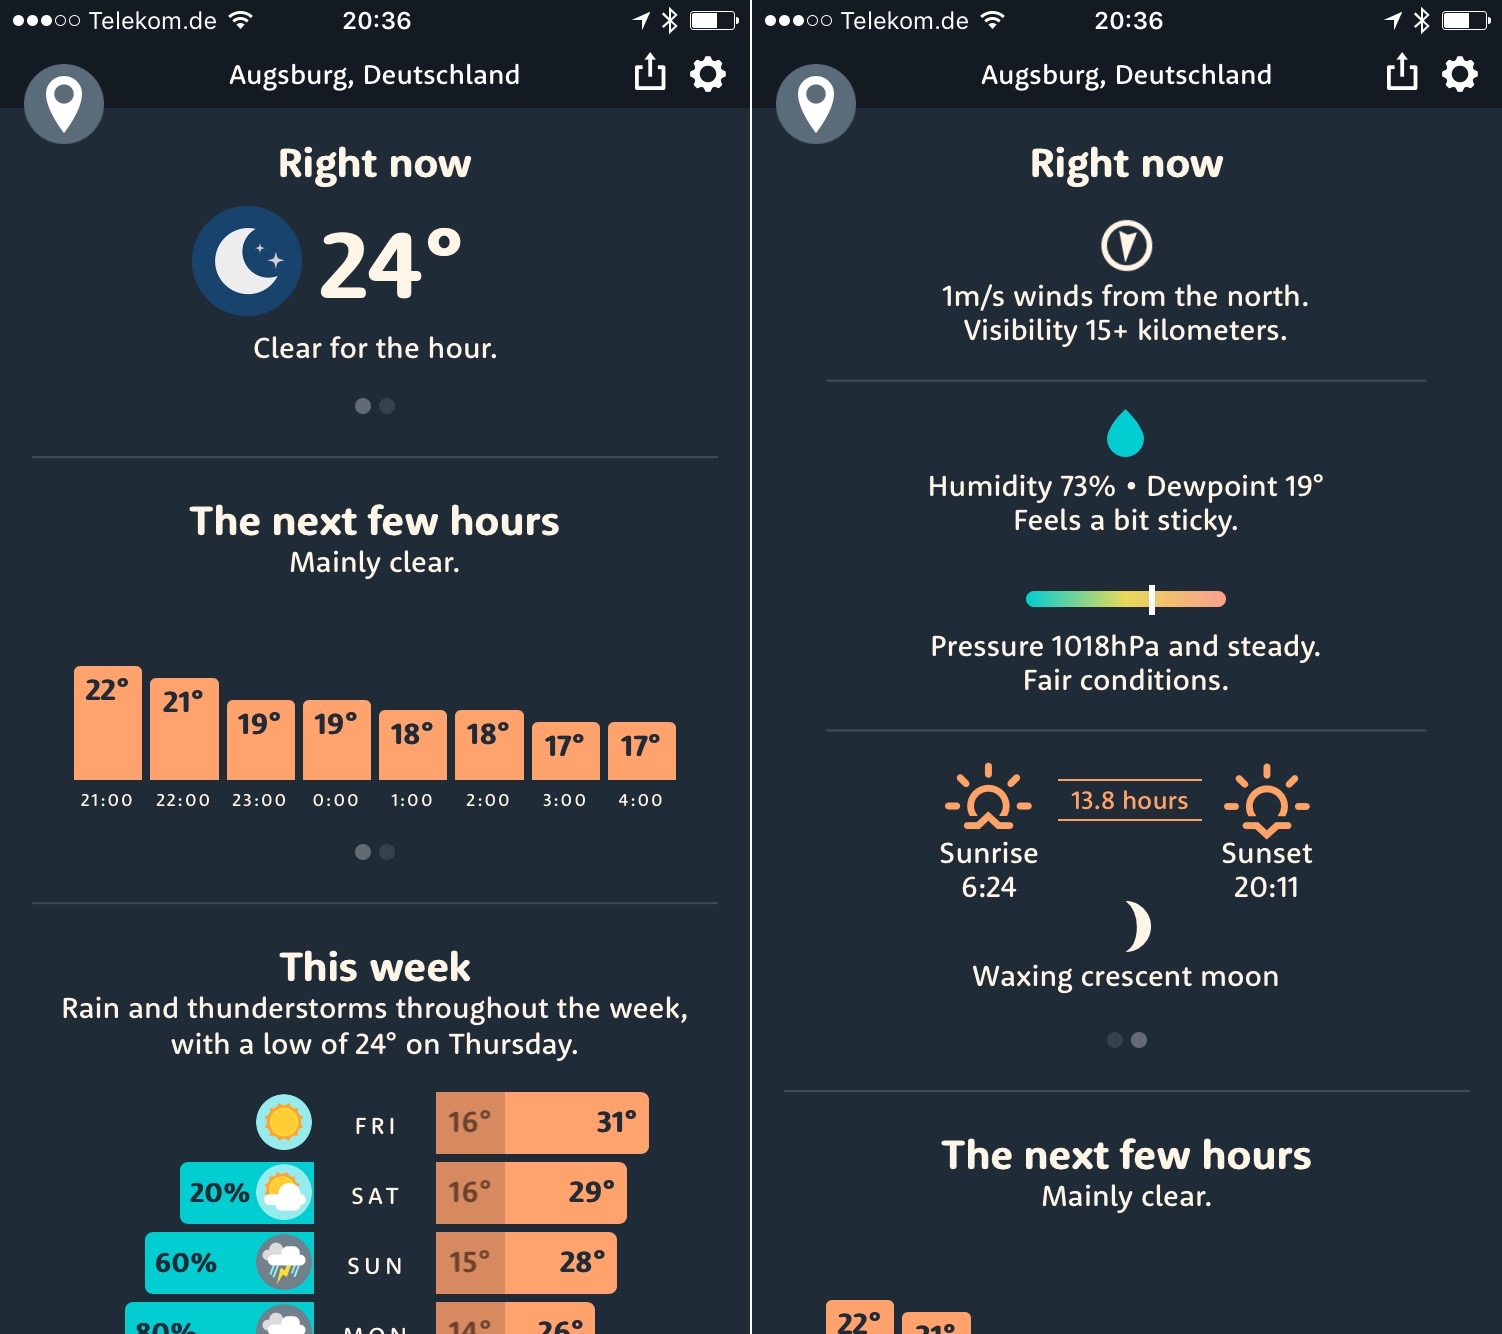 Telekom.de 20:36
Augsburg, Deutschland
Right now
24°
Clear for the hour.
The next few hours
Mainly clear.
22° 21° 19° 19° 18° 18° 17° 17°
21:00 22:00 23:00 0:00 1:00 2:00 3:00 4:00
This week
Rain and thunderstorms throughout the week,
with a low of 24° on Thursday.
FRI 16° 31°
20% SAT 16° 29°
60% SUN 15° 28°
80% MON 14° 26°
Telekom.de 20:36
Augsburg, Deutschland
Right now
1m/s winds from the north.
Visibility 15+ kilometers.
Humidity 73% • Dewpoint 19°
Feels a bit sticky.
Pressure 1018hPa and steady.
Fair conditions.
13.8 hours
Sunrise Sunset
6:24 20:11
Waxing crescent moon
The next few hours
Mainly clear.
22° 21°